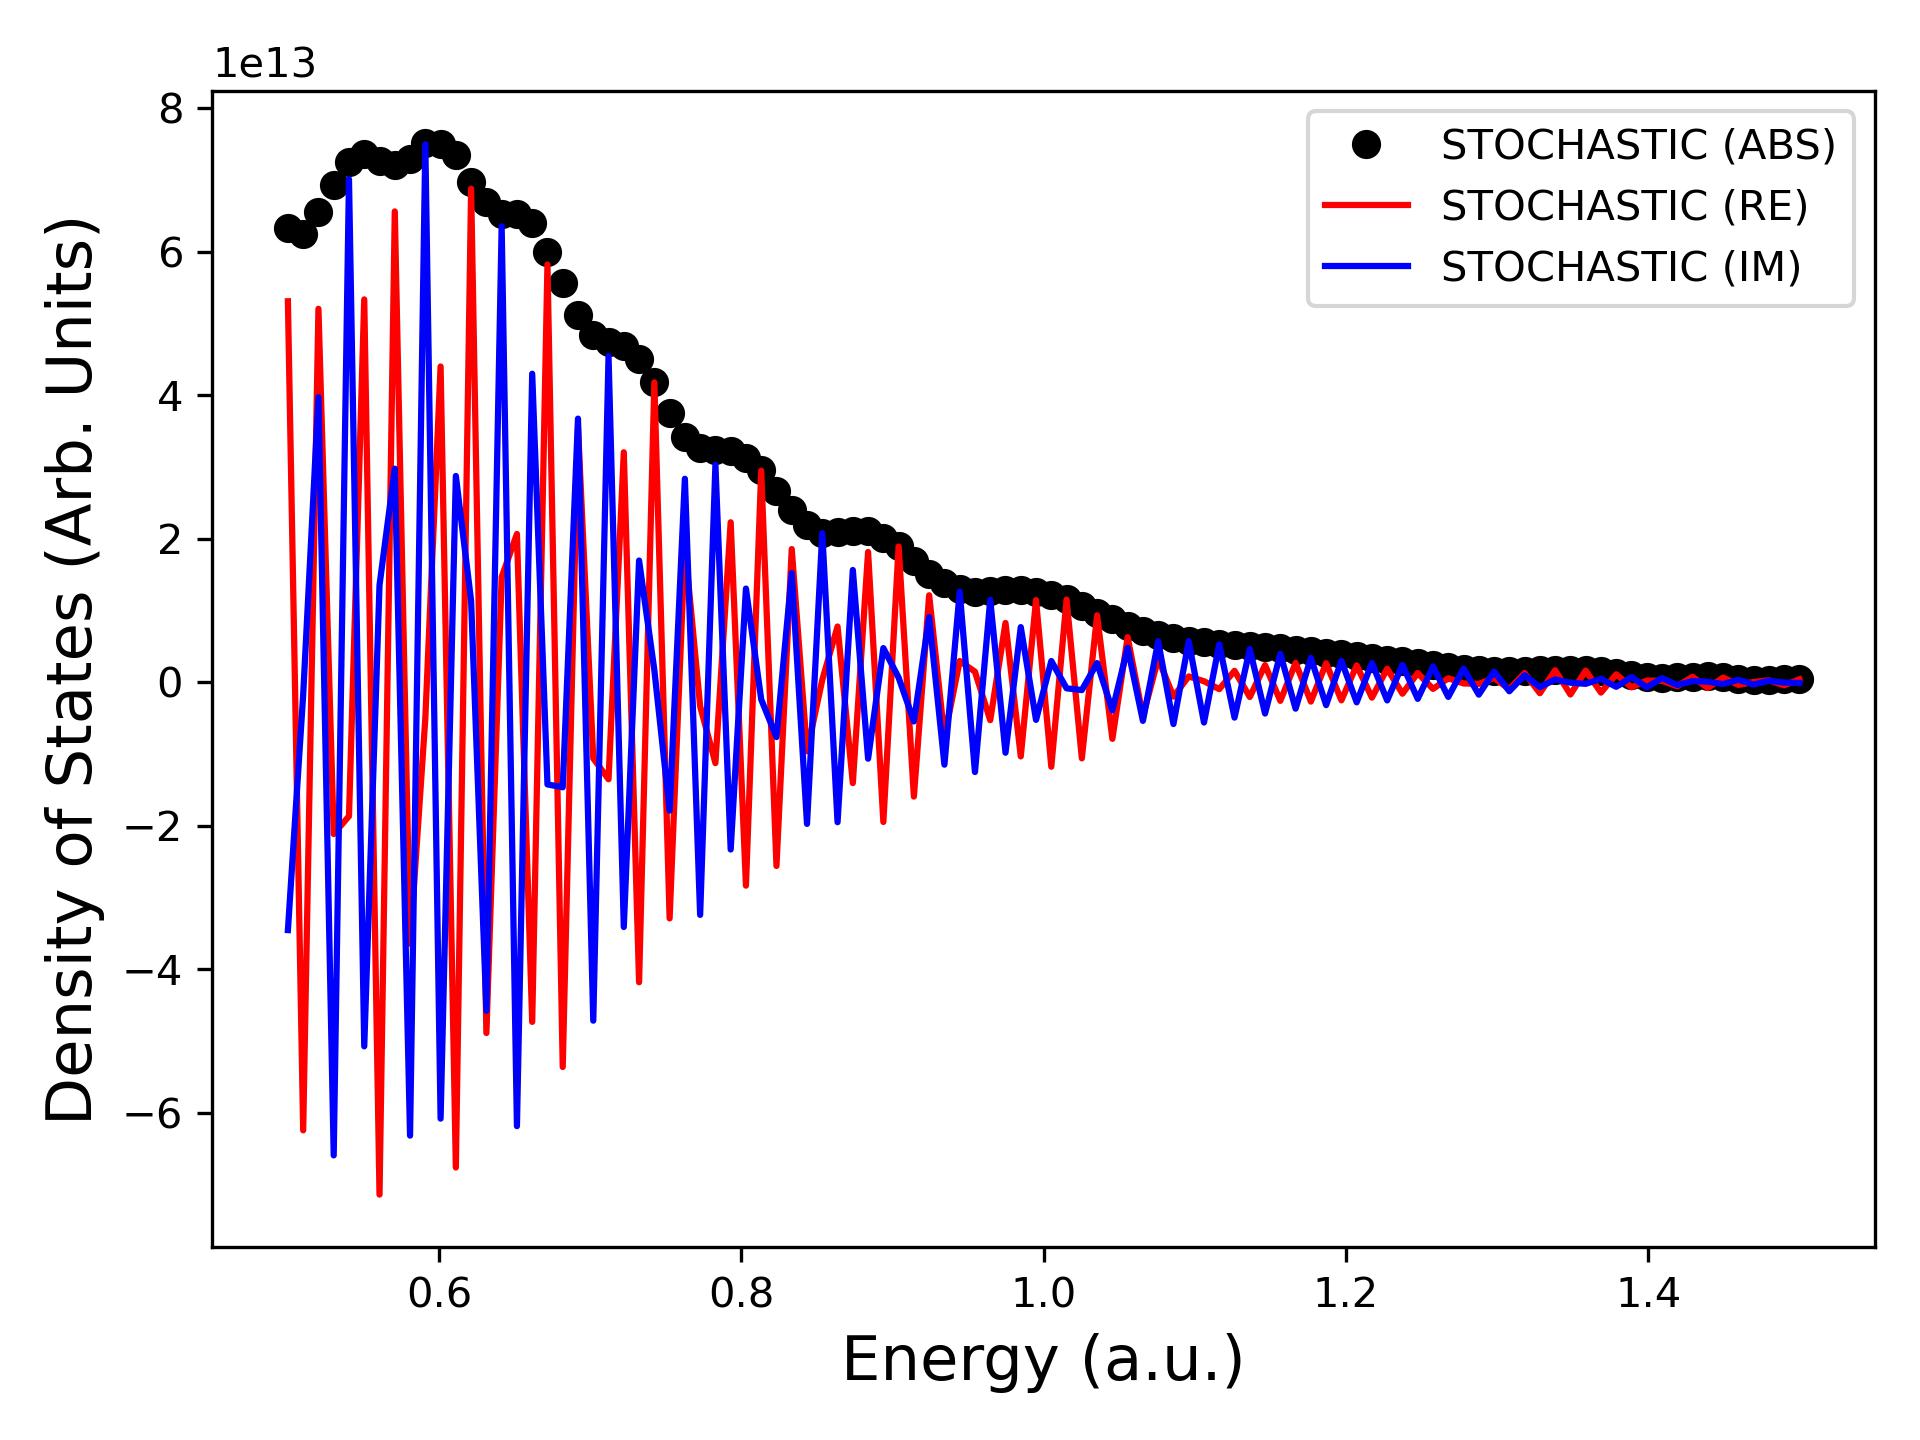 1e13
8
6
4
2
0
−2
−4
−6
Density of States (Arb. Units)
STOCHASTIC (ABS)
STOCHASTIC (RE)
STOCHASTIC (IM)
0.6 0.8 1.0 1.2 1.4
Energy (a.u.)